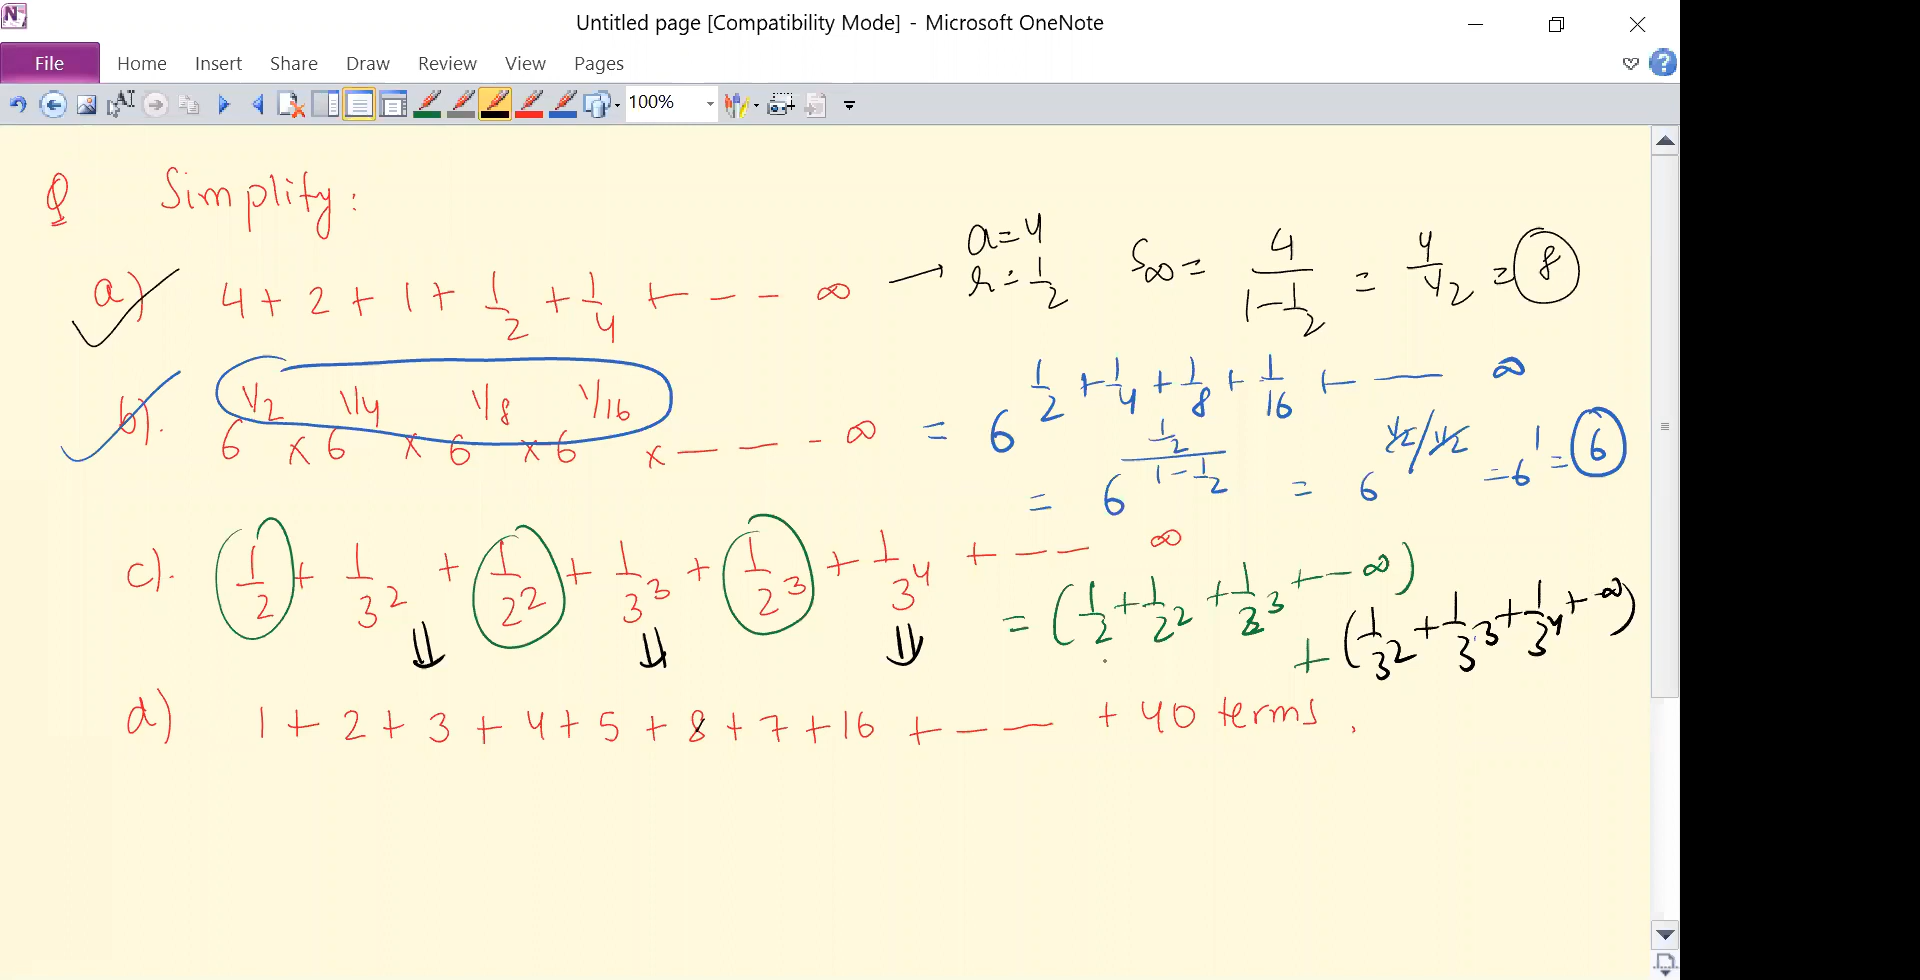 Untitled page [Compatibility Mode] - Microsoft OneNote
File Home Insert Share Draw Review View Pages
100%
Q Simplify:
a) 4 + 2 + 1 + 1/2 + 1/4 + - - - ∞ → a = 4 r = 1/2 S∞ = 4/(1 - 1/2) = 4/(1/2) = 8
b). 6^(1/2) × 6^(1/4) × 6^(1/8) × 6^(1/16) × - - - - ∞ = 6^(1/2 + 1/4 + 1/8 + 1/16 + — ∞)
= 6^((1/2)/(1 - 1/2)) = 6^((1/2)/(1/2)) = 6^1 = 6
c). 1/2 + 1/3^2 + 1/2^2 + 1/3^3 + 1/2^3 + 1/3^4 + - - - ∞
= (1/2 + 1/2^2 + 1/2^3 + - - ∞)
+ (1/3^2 + 1/3^3 + 1/3^4 + ∞)
d) 1 + 2 + 3 + 4 + 5 + 8 + 7 + 16 + - - - + 40 terms.